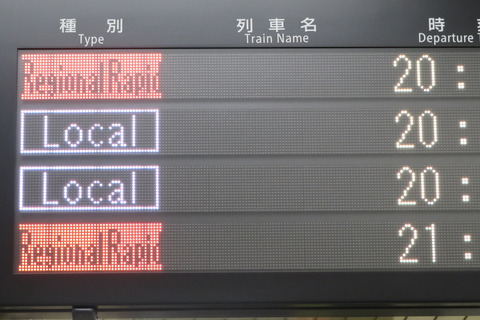 種別 列車名 時
Type Train Name Departure
Regional Rapid 20:
Local 20:
Local 20:
Regional Rapid 21: